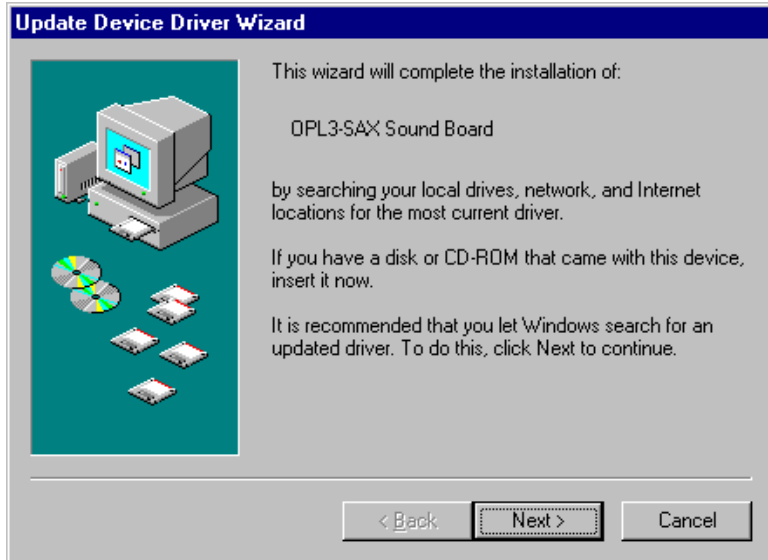 Update Device Driver Wizard
This wizard will complete the installation of:
OPL3-SAX Sound Board
by searching your local drives, network, and Internet
locations for the most current driver.
If you have a disk or CD-ROM that came with this device,
insert it now.
It is recommended that you let Windows search for an
updated driver. To do this, click Next to continue.
< Back
Next >
Cancel